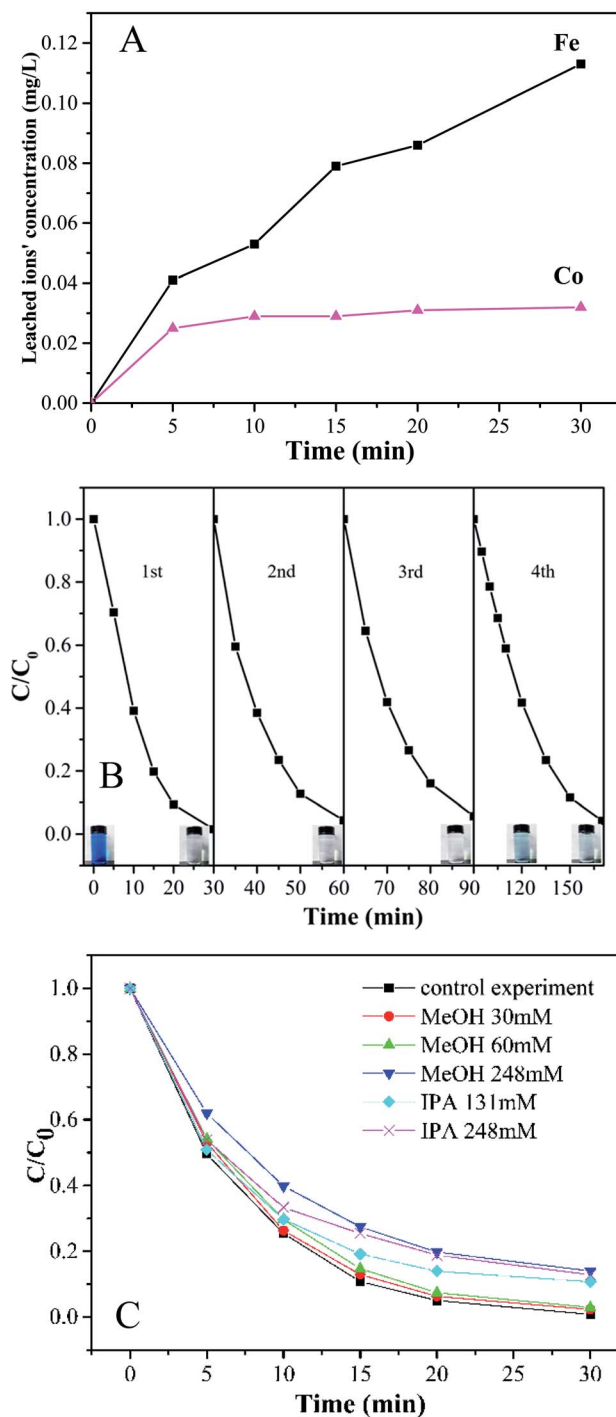 A
Fe
Co
Leached ions' concentration (mg/L)
0.12
0.10
0.08
0.06
0.04
0.02
0.00
0 5 10 15 20 25 30
Time (min)
B
1st 2nd 3rd 4th
C/C0
1.0
0.8
0.6
0.4
0.2
0.0
0 10 20 30 40 50 60 70 80 90 120 150
Time (min)
C
control experiment
MeOH 30mM
MeOH 60mM
MeOH 248mM
IPA 131mM
IPA 248mM
C/C0
1.0
0.8
0.6
0.4
0.2
0.0
0 5 10 15 20 25 30
Time (min)